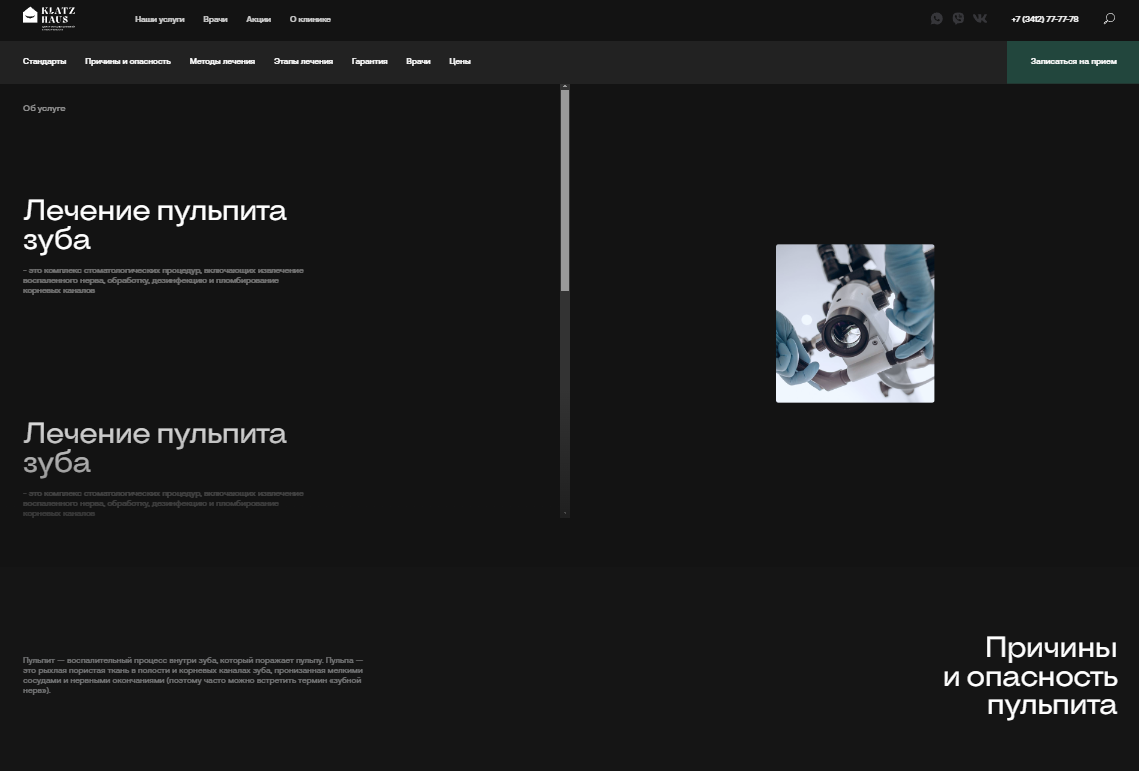 KLATZ
HAUS
Наши услуги Врачи Акции О клинике
+7 (3412) 77-77-78
Стандарты Причины и опасность Методы лечения Этапы лечения Гарантия Врачи Цены
Записаться на прием
Об услуге
Лечение пульпита
зуба
- это комплекс стоматологических процедур, включающих извлечение
воспаленного нерва, обработку, дезинфекцию и пломбирование
корневых каналов
Лечение пульпита
зуба
- это комплекс стоматологических процедур, включающих извлечение
воспаленного нерва, обработку, дезинфекцию и пломбирование
корневых каналов
Пульпит — воспалительный процесс внутри зуба, который поражает пульпу. Пульпа —
это рыхлая пористая ткань в полости и корневых каналах зуба, пронизанная мелкими
сосудами и нервными окончаниями (поэтому часто можно встретить термин «зубной
нерв»).
Причины
и опасность
пульпита